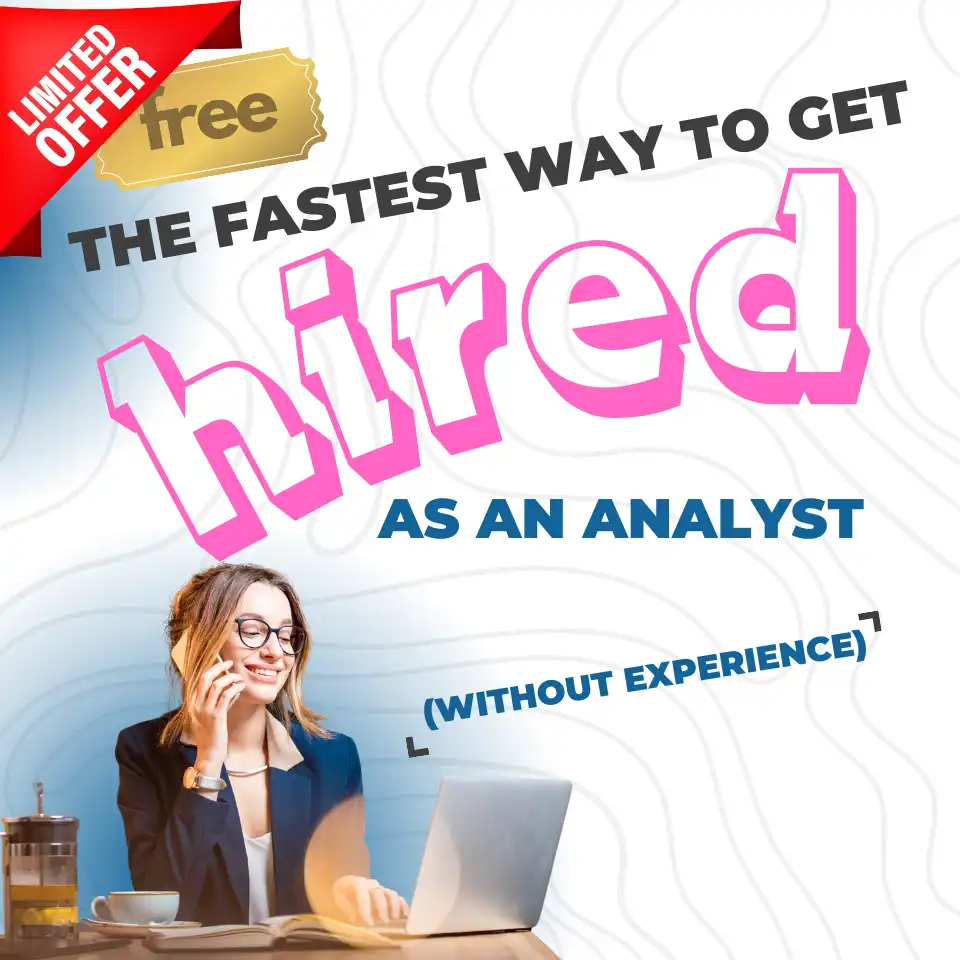 LIMITED
OFFER
free
THE FASTEST WAY TO GET
hired
AS AN ANALYST
(WITHOUT EXPERIENCE)